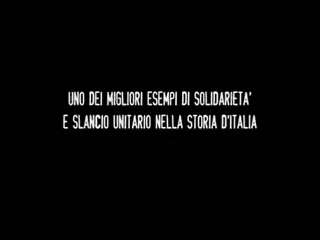 UNO DEI MIGLIORI ESEMPI DI SOLIDARIETA'
E SLANCIO UNITARIO NELLA STORIA D'ITALIA